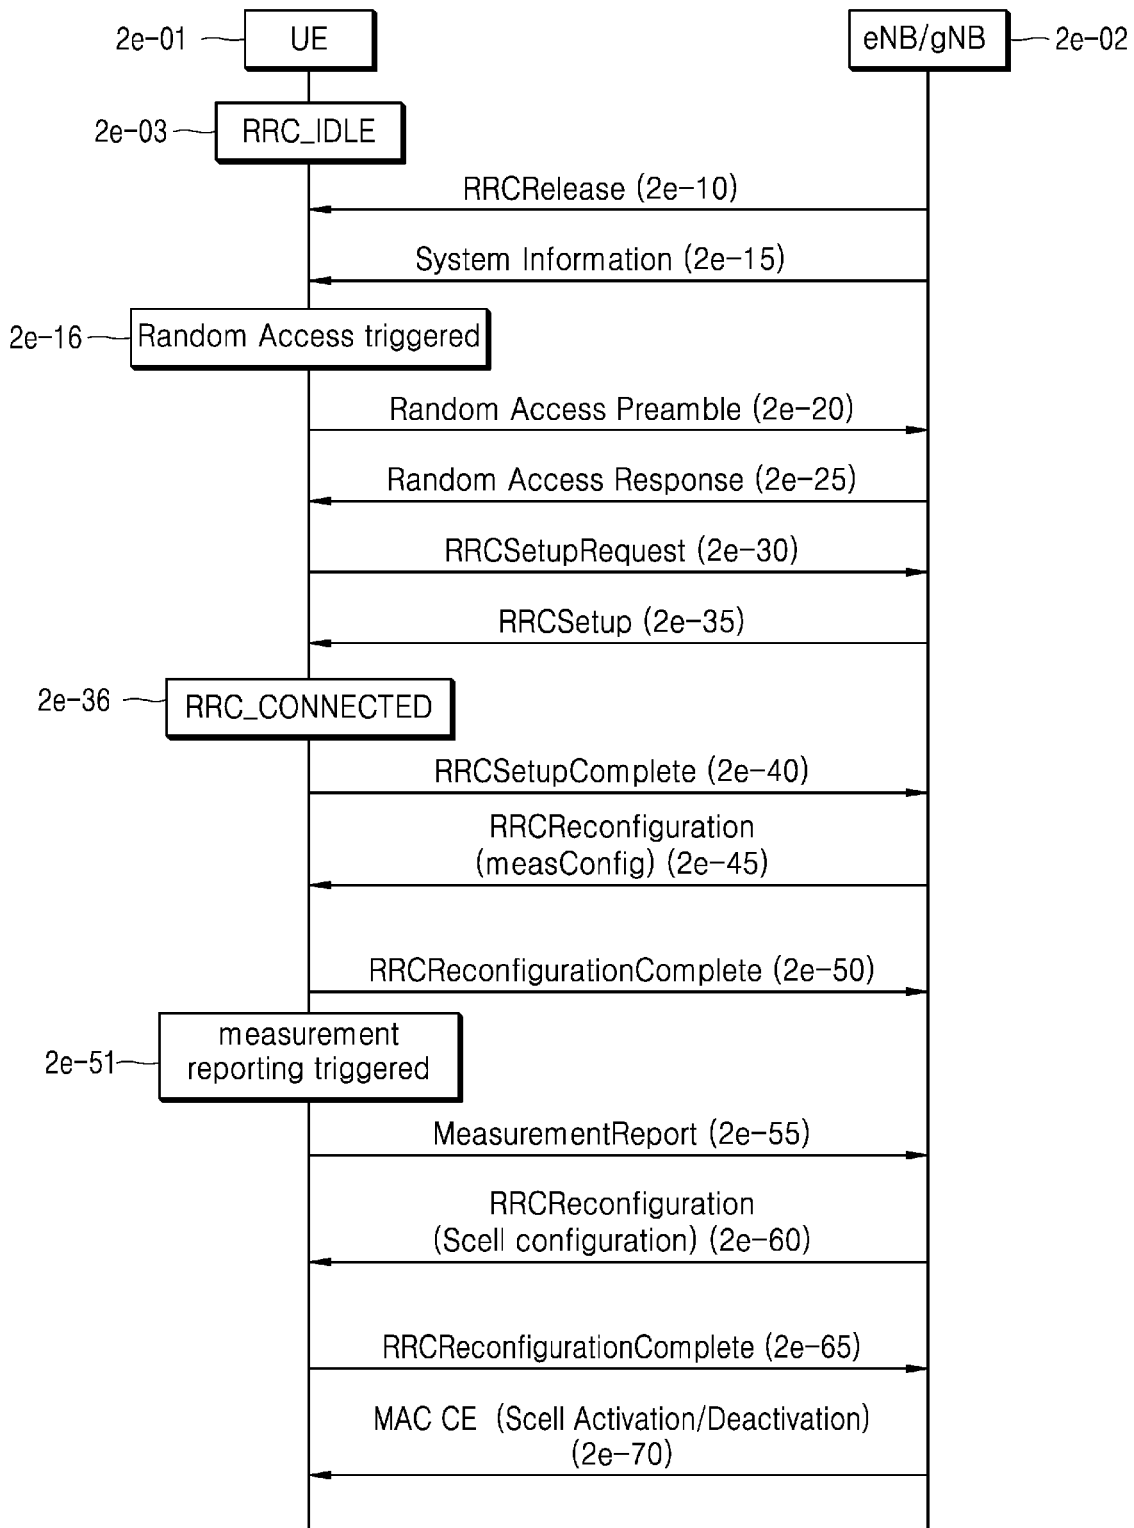 2e-01
UE
eNB/gNB
2e-02
2e-03
RRC_IDLE
RRCRelease (2e-10)
System Information (2e-15)
2e-16
Random Access triggered
Random Access Preamble (2e-20)
Random Access Response (2e-25)
RRCSetupRequest (2e-30)
RRCSetup (2e-35)
2e-36
RRC_CONNECTED
RRCSetupComplete (2e-40)
RRCReconfiguration
(measConfig) (2e-45)
RRCReconfigurationComplete (2e-50)
2e-51
measurement
reporting triggered
MeasurementReport (2e-55)
RRCReconfiguration
(Scell configuration) (2e-60)
RRCReconfigurationComplete (2e-65)
MAC CE (Scell Activation/Deactivation)
(2e-70)